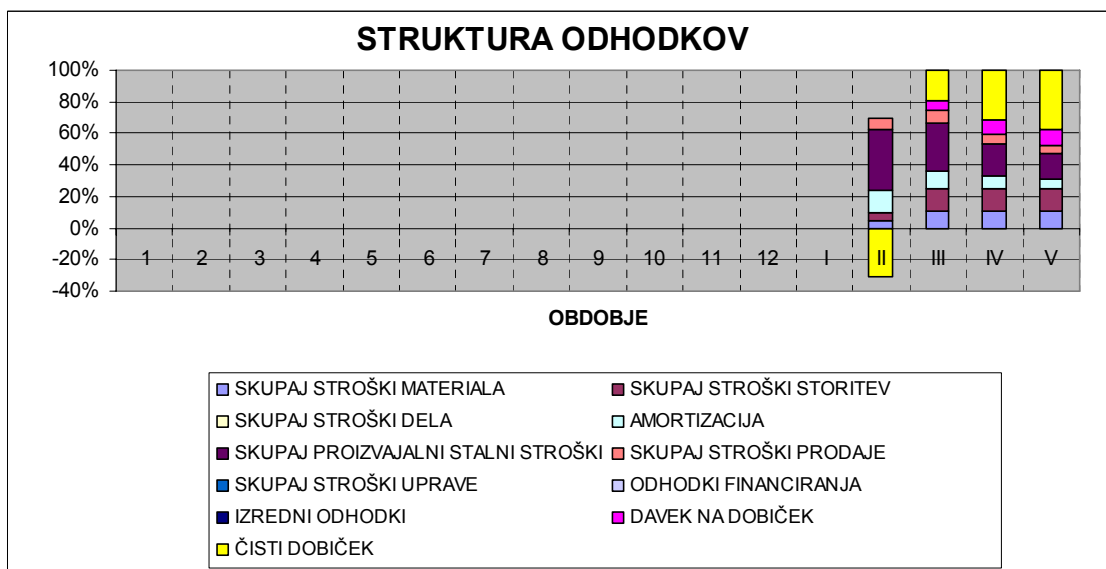 STRUKTURA ODHODKOV
100%
80%
60%
40%
20%
0%
-20%
-40%
1 2 3 4 5 6 7 8 9 10 11 12 I II III IV V
OBDOBJE
SKUPAJ STROŠKI MATERIALA SKUPAJ STROŠKI STORITEV
SKUPAJ STROŠKI DELA AMORTIZACIJA
SKUPAJ PROIZVAJALNI STALNI STROŠKI SKUPAJ STROŠKI PRODAJE
SKUPAJ STROŠKI UPRAVE ODHODKI FINANCIRANJA
IZREDNI ODHODKI DAVEK NA DOBIČEK
ČISTI DOBIČEK